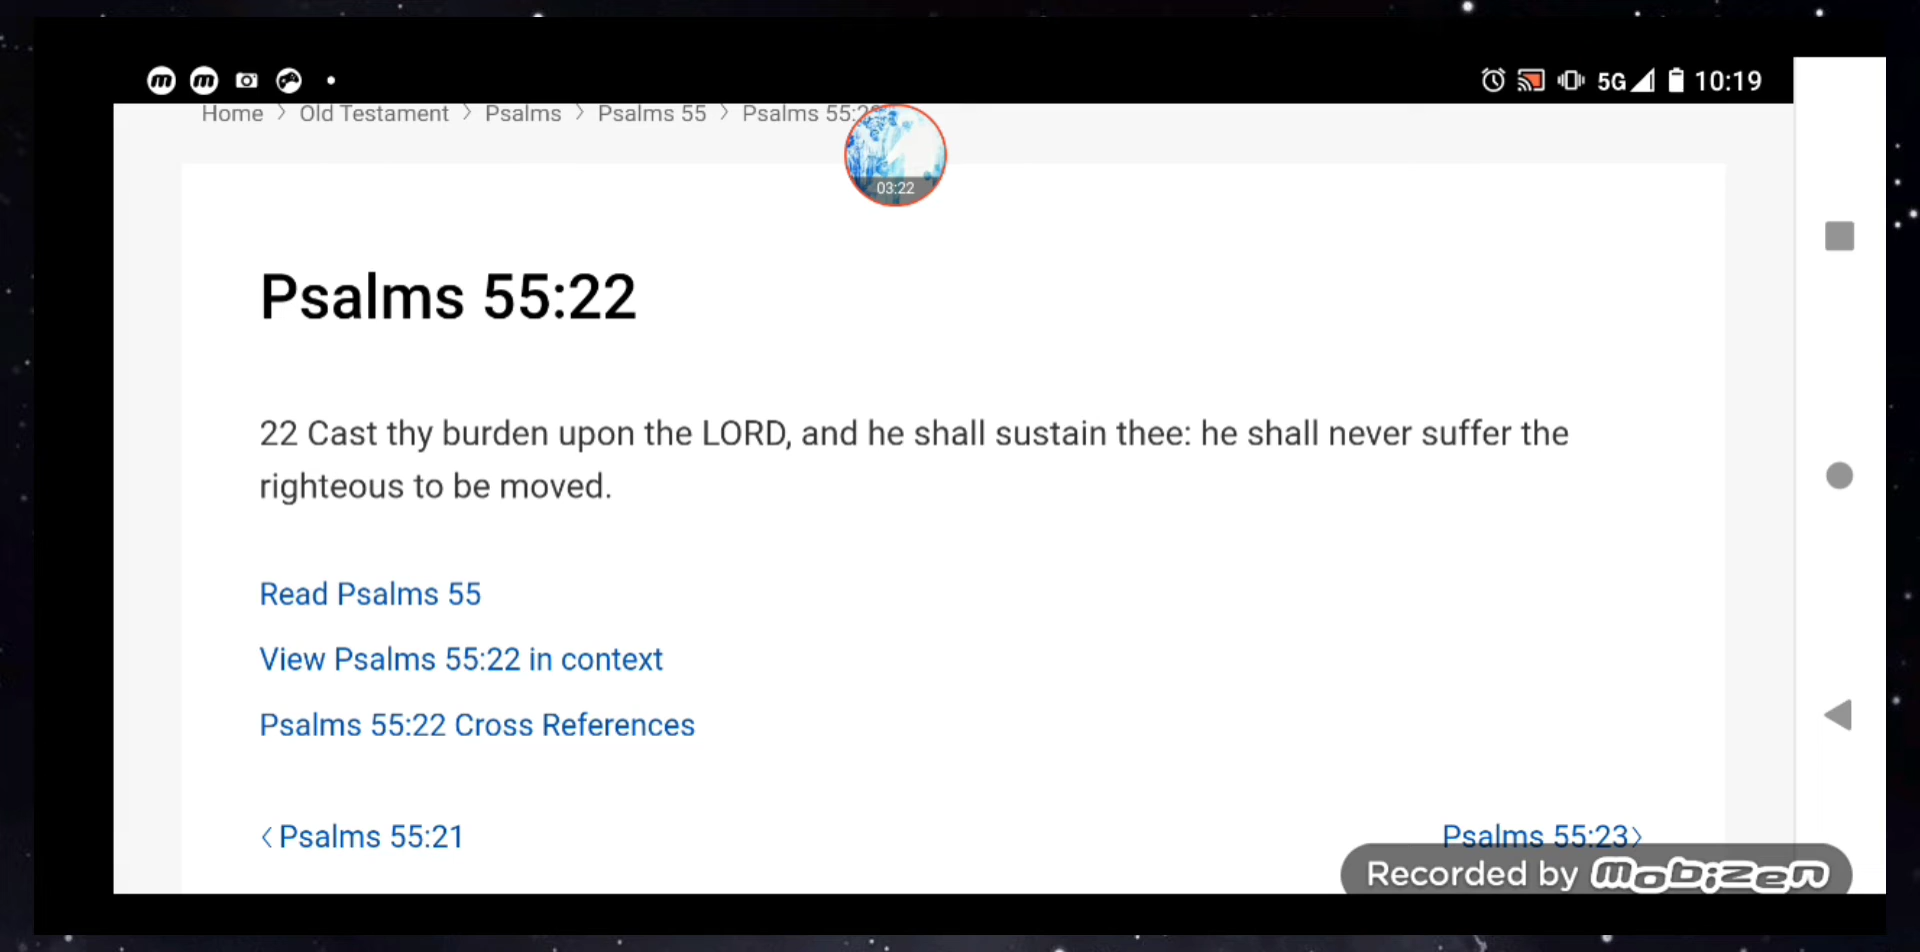 5G 10:19
Home > Old Testament > Psalms > Psalms 55 > Psalms 55:2
03:22
Psalms 55:22
22 Cast thy burden upon the LORD, and he shall sustain thee: he shall never suffer the
righteous to be moved.
Read Psalms 55
View Psalms 55:22 in context
Psalms 55:22 Cross References
< Psalms 55:21
Psalms 55:23 >
Recorded by mobizen